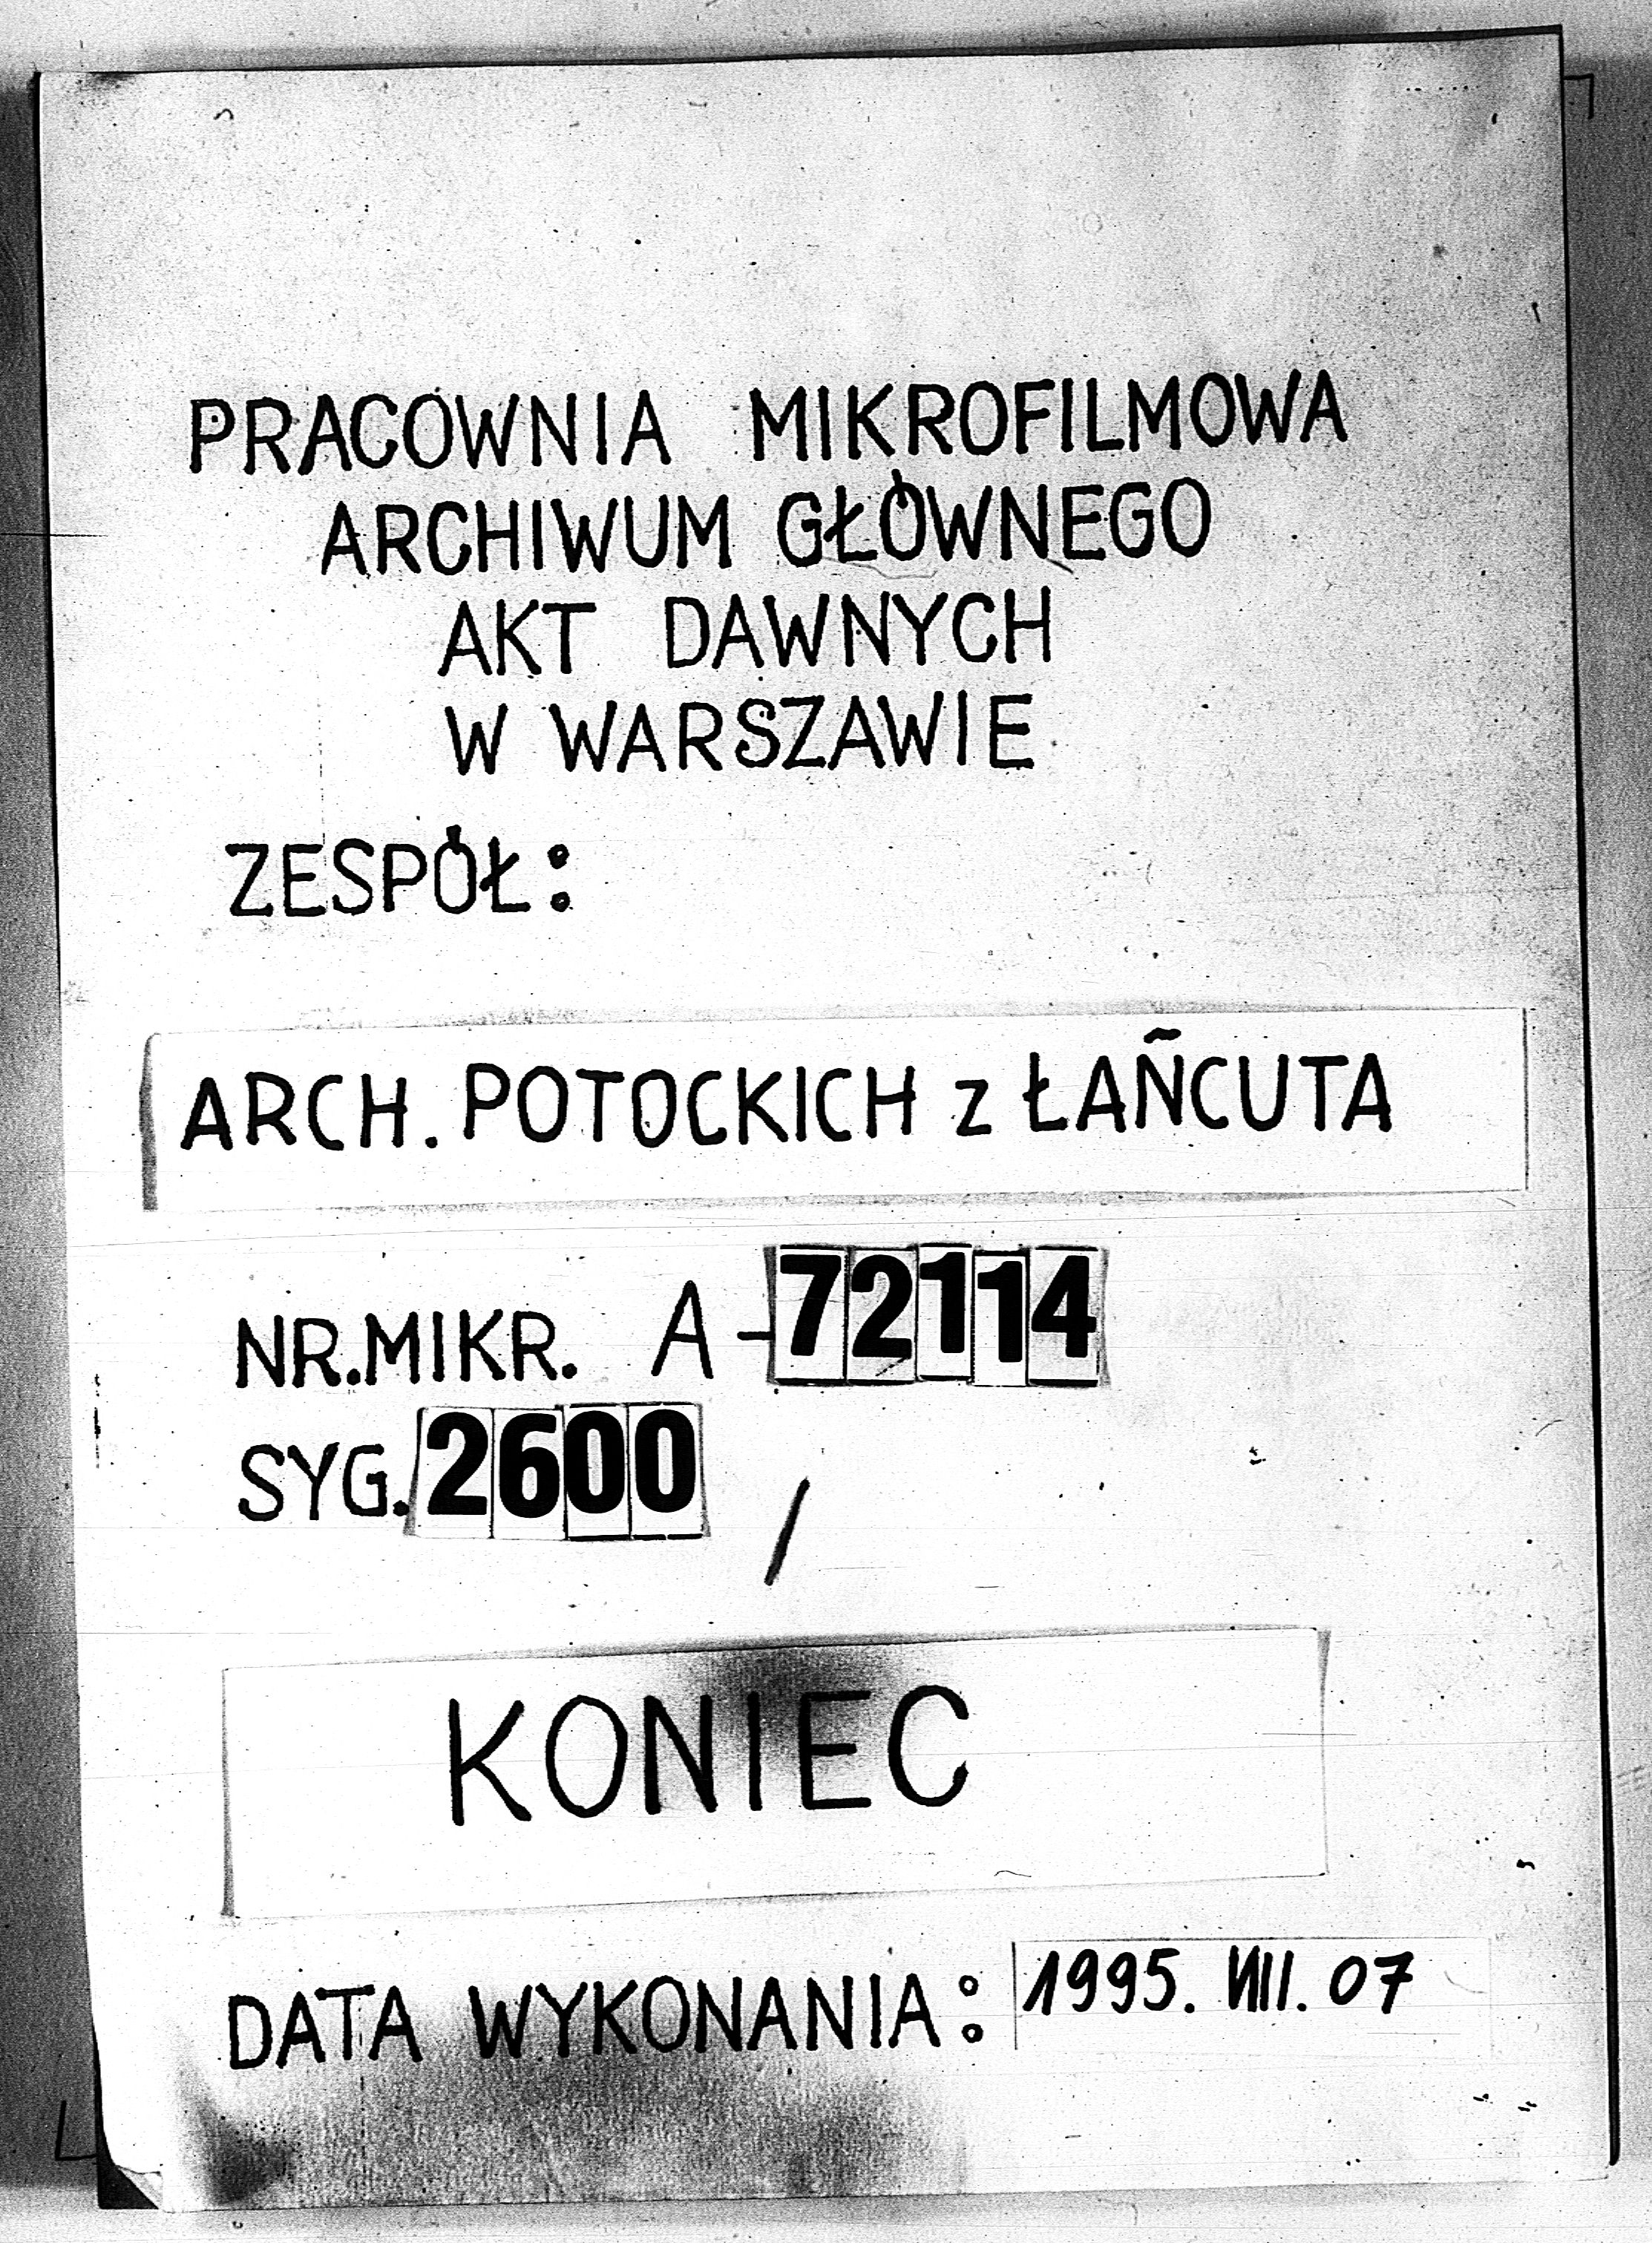 PRACOWNIA MIKROFILMOWA
ARCHIWUM GŁÓWNEGO
AKT DAWNYCH
W WARSZAWIE
ZESPÓŁ:
ARCH. POTOCKICH z ŁAŃCUTA
NR.MIKR. A-72114
SYG. 2600 /
KONIEC
DATA WYKONANIA: 1995. VIII. 07